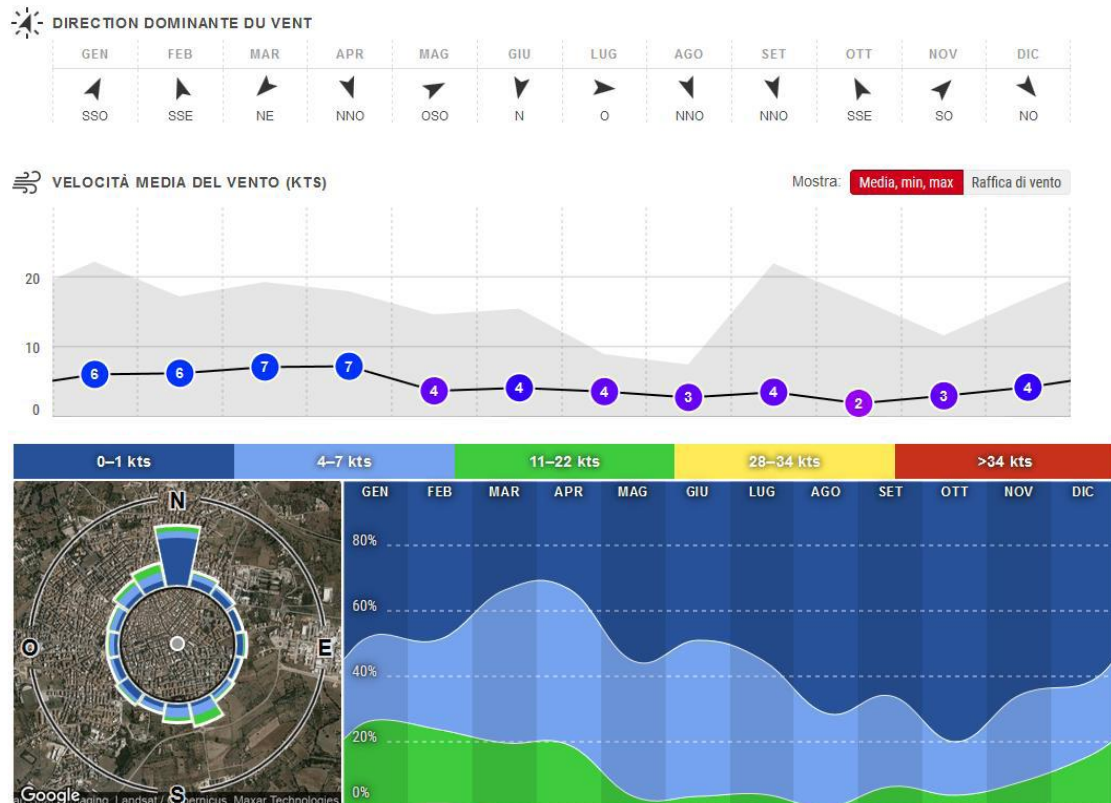 DIRECTION DOMINANTE DU VENT
GEN FEB MAR APR MAG GIU LUG AGO SET OTT NOV DIC
SSO SSE NE NNO OSO N O NNO NNO SSE SO NO
VELOCITÀ MEDIA DEL VENTO (KTS)
Mostra: Media, min, max Raffica di vento
20
10
0
6 6 7 7 4 4 4 3 4 2 3 4
0–1 kts 4–7 kts 11–22 kts 28–34 kts >34 kts
N
O
E
S
Google
Landsat / Maxar Technologies
GEN FEB MAR APR MAG GIU LUG AGO SET OTT NOV DIC
80%
60%
40%
20%
0%